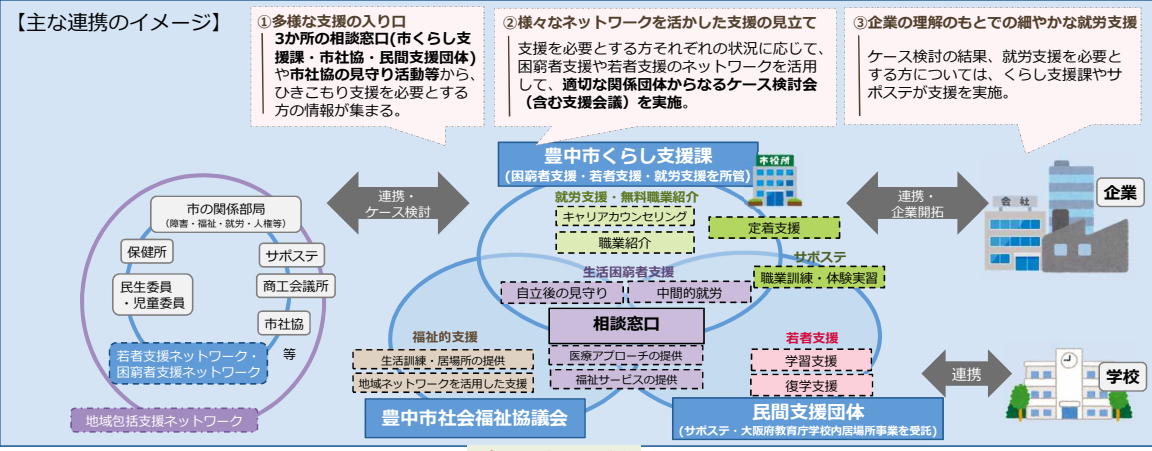 【主な連携のイメージ】
①多様な支援の入り口
3か所の相談窓口(市くらし支
援課・市社協・民間支援団体)
や市社協の見守り活動等から、
ひきこもり支援を必要とする
方の情報が集まる。
②様々なネットワークを活かした支援の見立て
支援を必要とする方それぞれの状況に応じて、
困窮者支援や若者支援のネットワークを活用
して、適切な関係団体からなるケース検討会
（含む支援会議）を実施。
③企業の理解のもとでの細やかな就労支援
ケース検討の結果、就労支援を必要と
する方については、くらし支援課やサ
ポステが支援を実施。
市の関係部局
(障害・福祉・就労・人権等)
保健所
サポステ
民生委員
・児童委員
商工会議所
市社協
等
若者支援ネットワーク・
困窮者支援ネットワーク
地域包括支援ネットワーク
連携・
ケース検討
豊中市くらし支援課
(困窮者支援・若者支援・就労支援を所管)
市役所
就労支援・無料職業紹介
キャリアカウンセリング
職業紹介
定着支援
サポステ
職業訓練・体験実習
生活困窮者支援
自立後の見守り
中間的就労
相談窓口
医療アプローチの提供
福祉サービスの提供
福祉的支援
生活訓練・居場所の提供
地域ネットワークを活用した支援
若者支援
学習支援
復学支援
豊中市社会福祉協議会
民間支援団体
(サポステ・大阪府教育庁学校内居場所事業を受託)
連携・
企業開拓
会社
企業
連携
学校